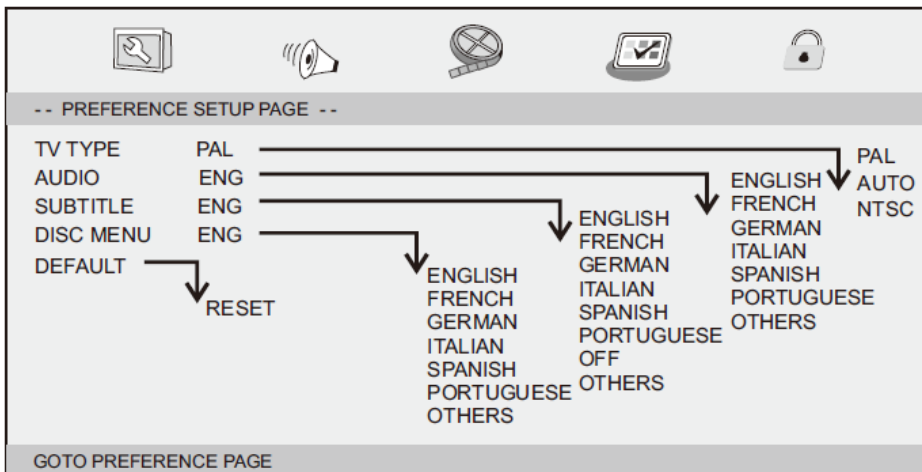 -- PREFERENCE SETUP PAGE --
TV TYPE PAL
AUDIO ENG
SUBTITLE ENG
DISC MENU ENG
DEFAULT
RESET
ENGLISH
FRENCH
GERMAN
ITALIAN
SPANISH
PORTUGUESE
OTHERS
ENGLISH
FRENCH
GERMAN
ITALIAN
SPANISH
PORTUGUESE
OFF
OTHERS
ENGLISH
FRENCH
GERMAN
ITALIAN
SPANISH
PORTUGUESE
OTHERS
PAL
AUTO
NTSC
GOTO PREFERENCE PAGE